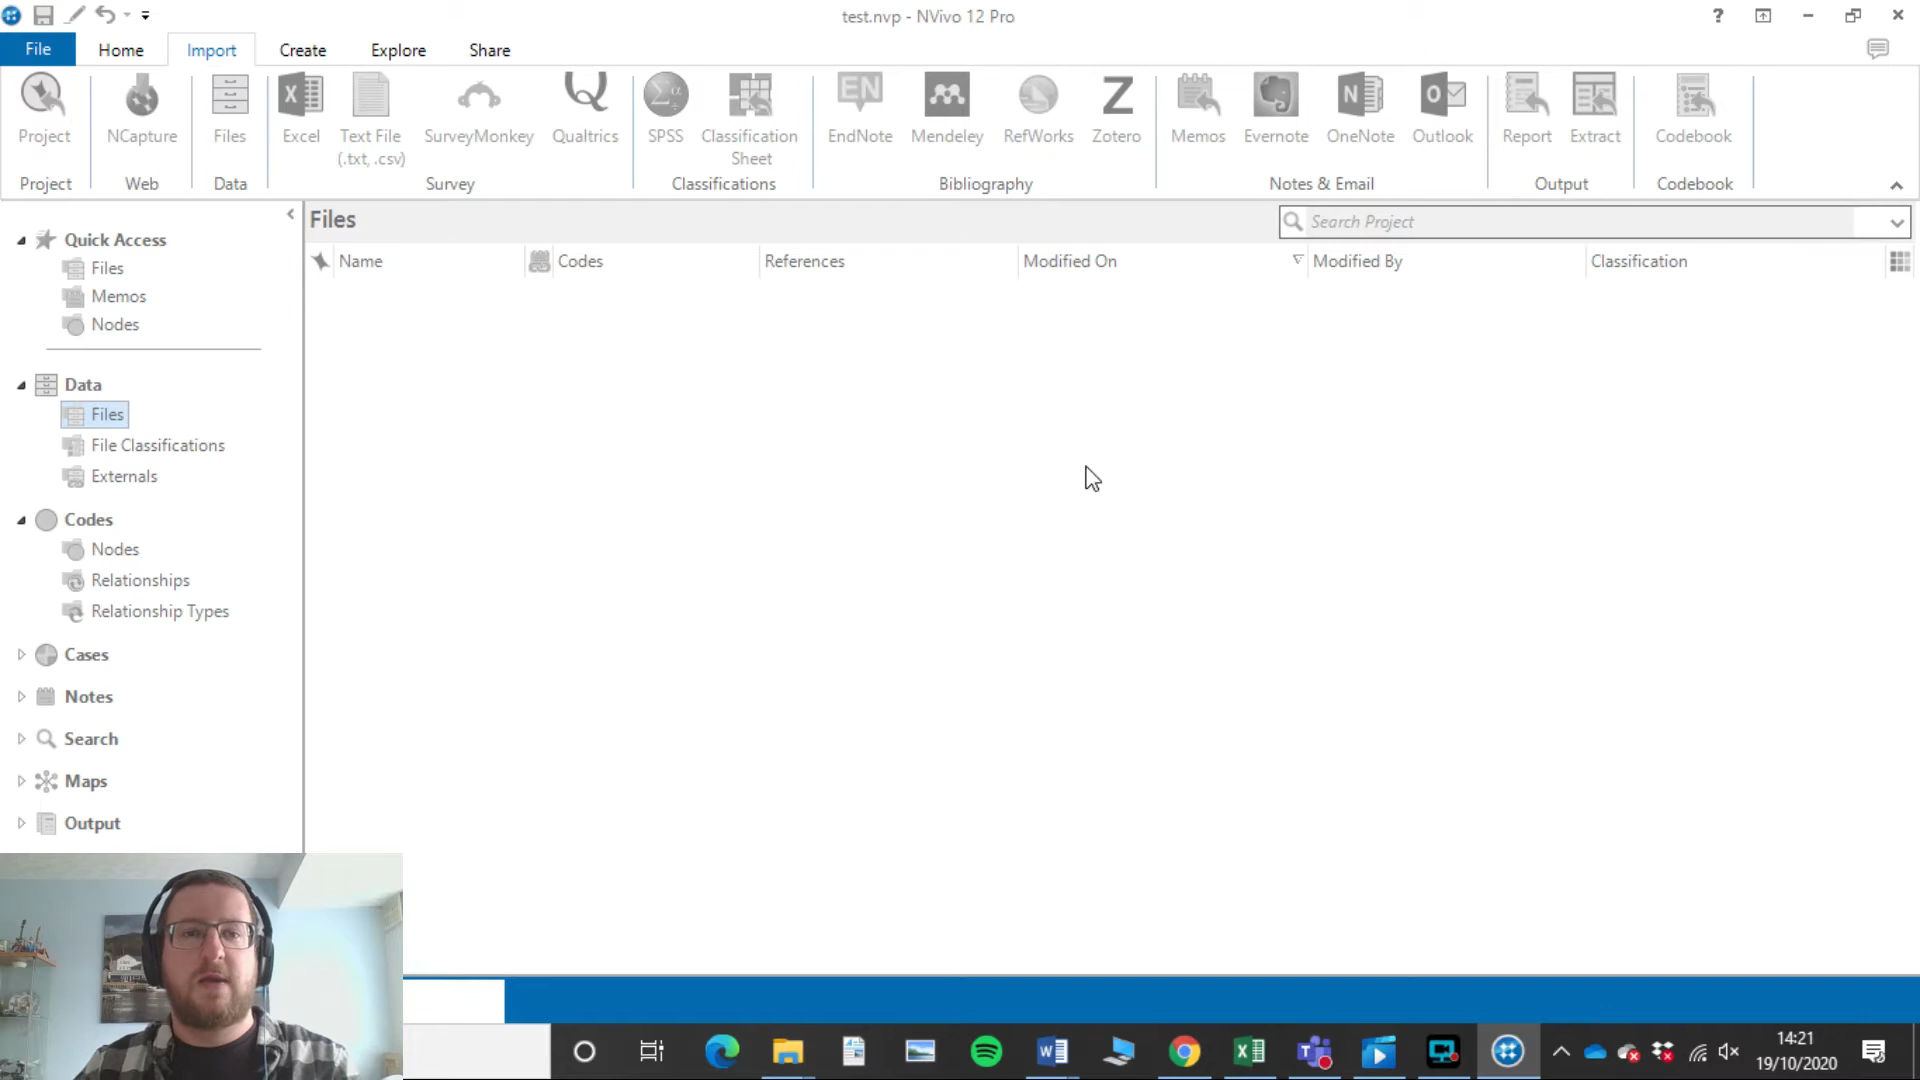 test.nvp - NVivo 12 Pro
File Home Import Create Explore Share
Project NCapture Files Excel Text File (.txt, .csv) SurveyMonkey Qualtrics SPSS Classification Sheet EndNote Mendeley RefWorks Zotero Memos Evernote OneNote Outlook Report Extract Codebook
Project Web Data Survey Classifications Bibliography Notes & Email Output Codebook
Files
Search Project
Name Codes References Modified On Modified By Classification
Quick Access
Files
Memos
Nodes
Data
Files
File Classifications
Externals
Codes
Nodes
Relationships
Relationship Types
Cases
Notes
Search
Maps
Output
14:21
19/10/2020